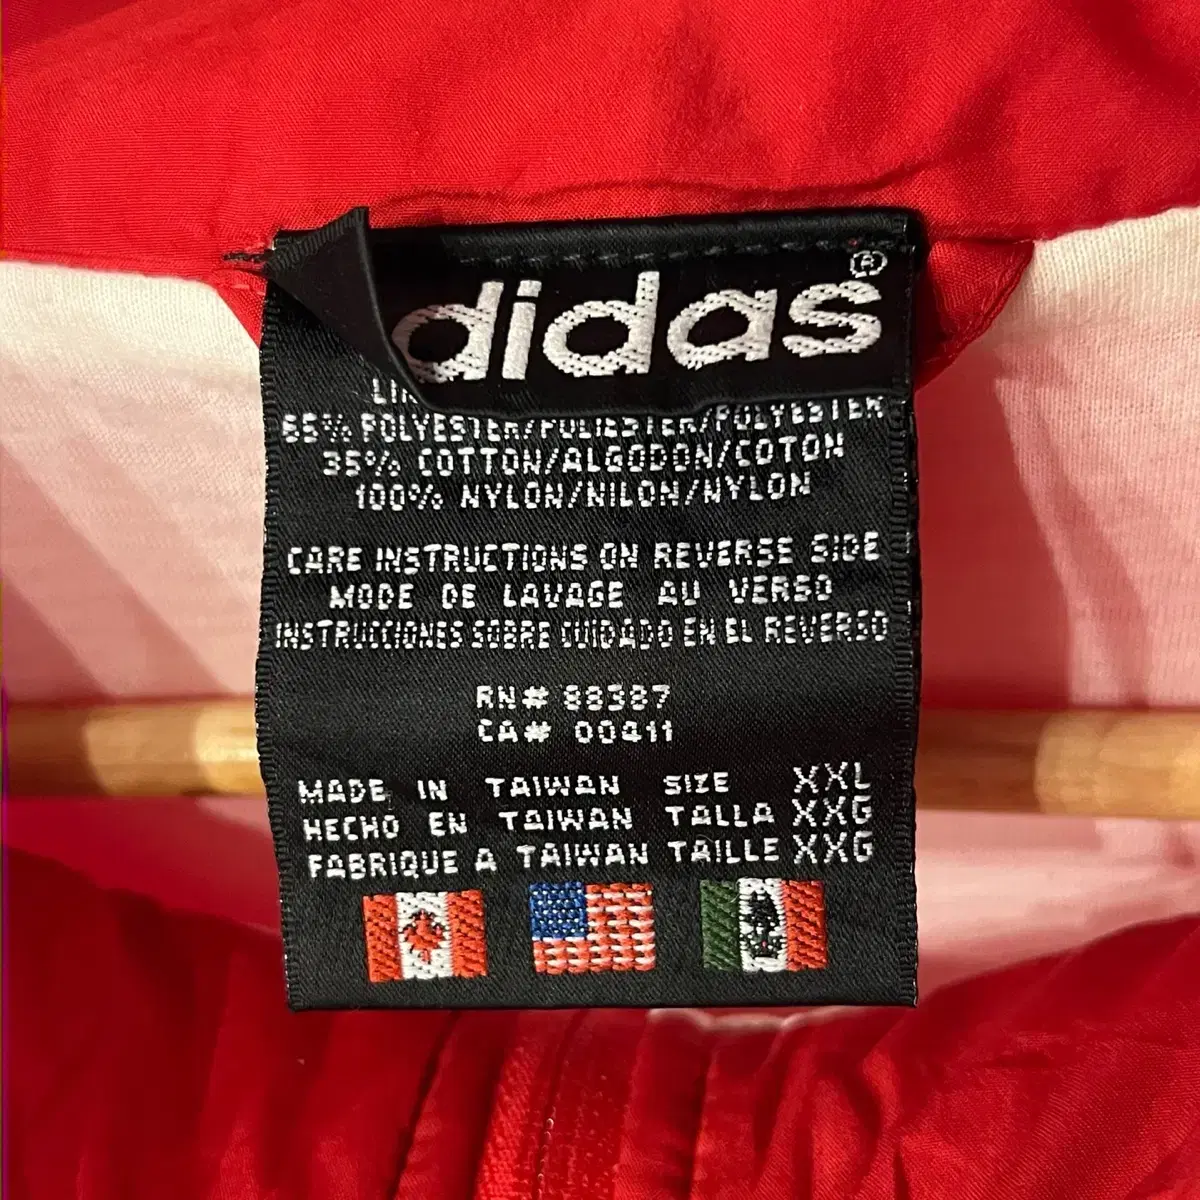 adidas®
65% POLYESTER/POLIESTER/POLYESTER
35% COTTON/ALGODON/COTON
100% NYLON/NILON/NYLON
CARE INSTRUCTIONS ON REVERSE SIDE
MODE DE LAVAGE AU VERSO
INSTRUCCIONES SOBRE CUIDADO EN EL REVERSO
RN# 88387
CA# 00411
MADE IN TAIWAN SIZE XXL
HECHO EN TAIWAN TALLA XXG
FABRIQUE A TAIWAN TAILLE XXG